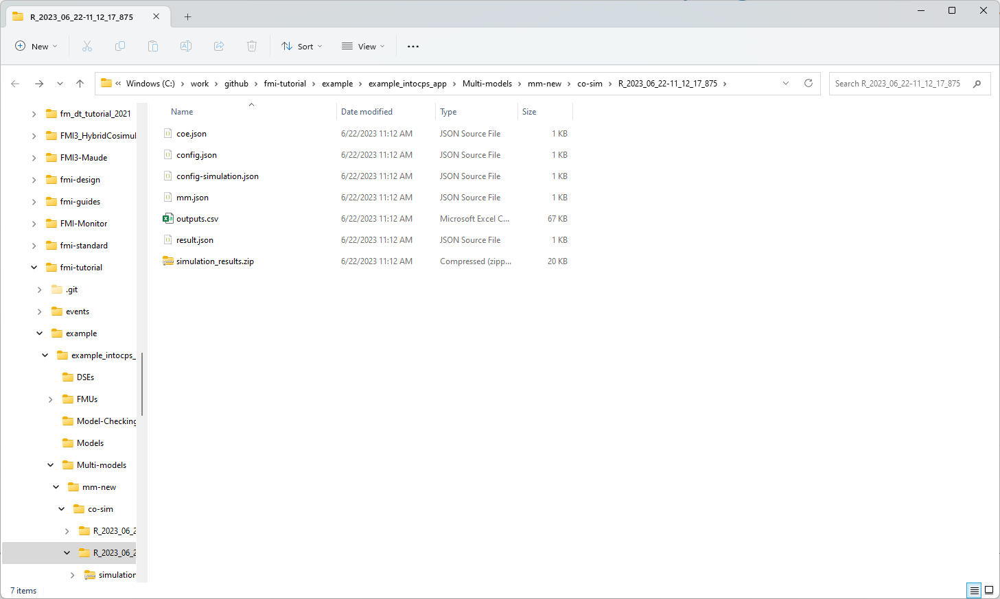 R_2023_06_22-11_12_17_875
New
Sort
View
« Windows (C:) > work > github > fmi-tutorial > example > example_intocps_app > Multi-models > mm-new > co-sim > R_2023_06_22-11_12_17_875 >
Search R_2023_06_22-11_12_17_875
fm_dt_tutorial_2021
FMI3_HybridCosimul
FMI3-Maude
fmi-design
fmi-guides
FMI-Monitor
fmi-standard
fmi-tutorial
.git
events
example
example_intocps_
DSEs
FMUs
Model-Checking
Models
Multi-models
mm-new
co-sim
R_2023_06_2
R_2023_06_2
simulation
Name Date modified Type Size
coe.json 6/22/2023 11:12 AM JSON Source File 1 KB
config.json 6/22/2023 11:12 AM JSON Source File 1 KB
config-simulation.json 6/22/2023 11:12 AM JSON Source File 1 KB
mm.json 6/22/2023 11:12 AM JSON Source File 1 KB
outputs.csv 6/22/2023 11:12 AM Microsoft Excel C... 67 KB
result.json 6/22/2023 11:12 AM JSON Source File 1 KB
simulation_results.zip 6/22/2023 11:12 AM Compressed (zipp... 20 KB
7 items